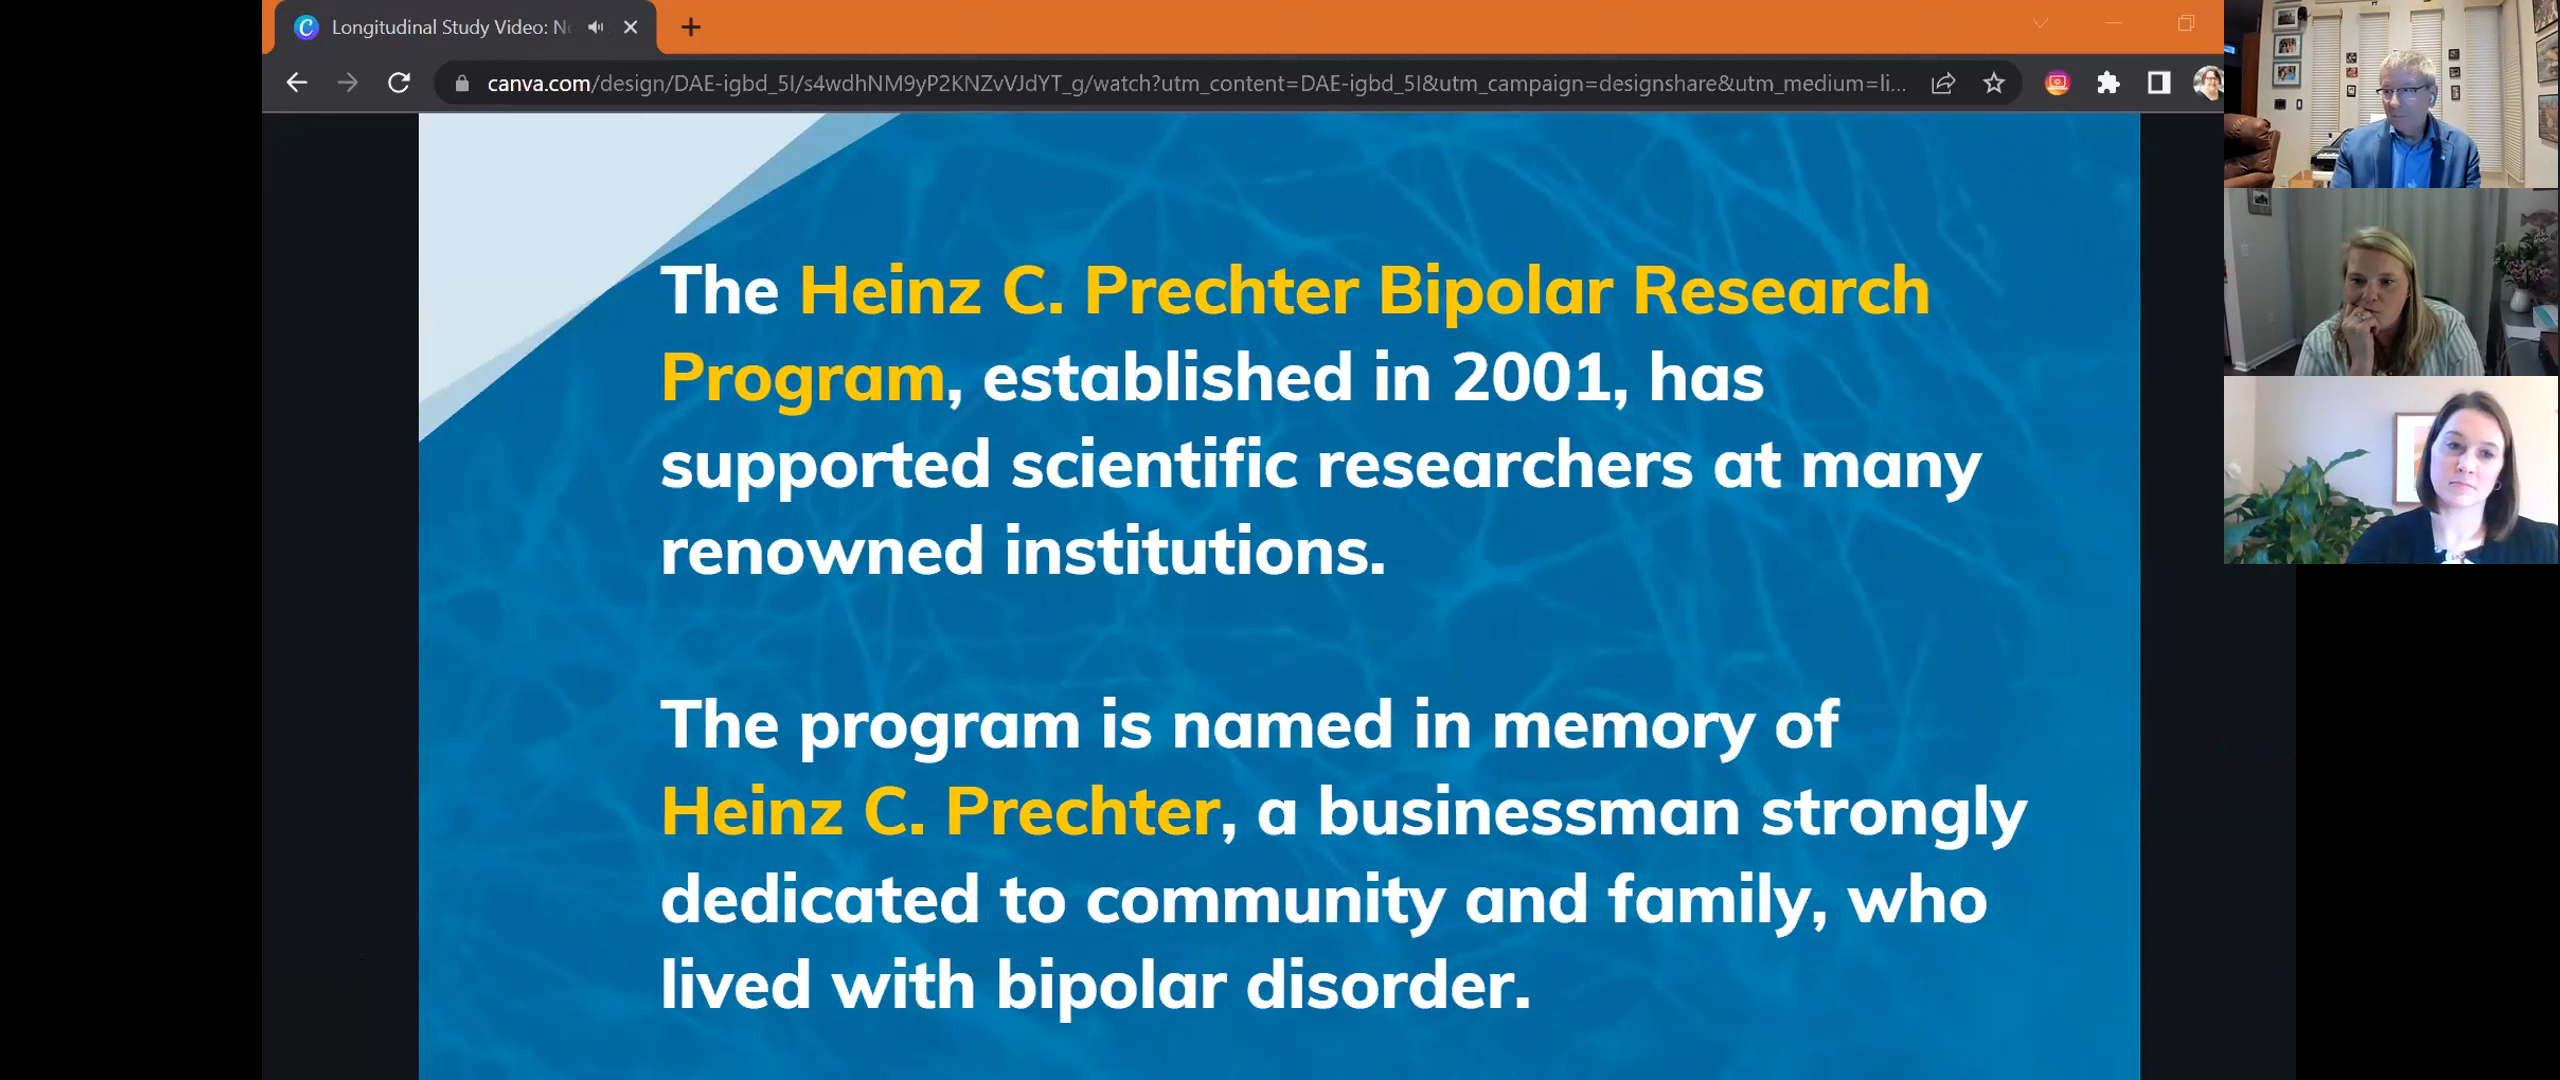 Longitudinal Study Video: N
canva.com/design/DAE-igbd_5I/s4wdhNM9yP2KNZvVJdYT_g/watch?utm_content=DAE-igbd_5I&utm_campaign=designshare&utm_medium=li...
The Heinz C. Prechter Bipolar Research
Program, established in 2001, has
supported scientific researchers at many
renowned institutions.
The program is named in memory of
Heinz C. Prechter, a businessman strongly
dedicated to community and family, who
lived with bipolar disorder.